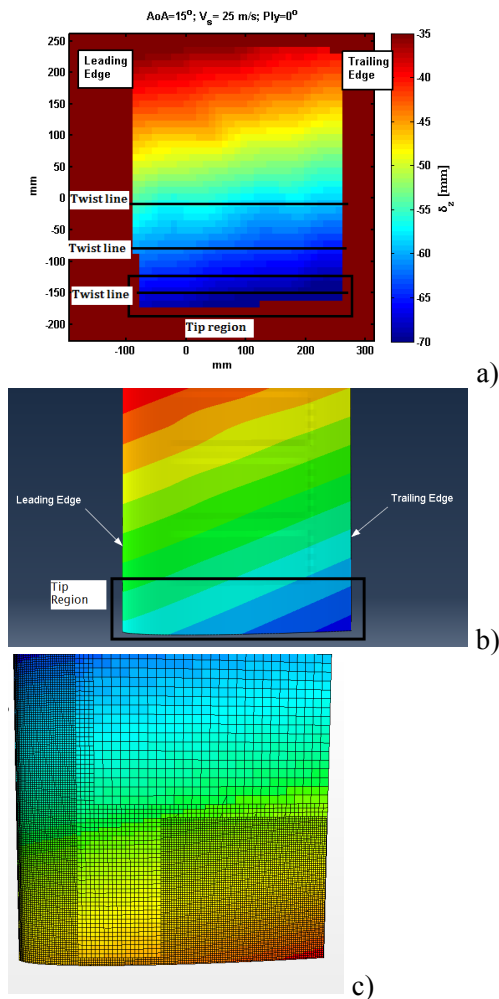 AoA=15°; Vs= 25 m/s; Ply=0°
Leading
Edge
Trailing
Edge
250
200
150
100
50
0
-50
-100
-150
-200
mm
Twist line
Twist line
Twist line
Tip region
-100
0
100
200
300
mm
-35
-40
-45
-50
-55
-60
-65
-70
δz [mm]
a)
Leading Edge
Trailing Edge
Tip
Region
b)
c)